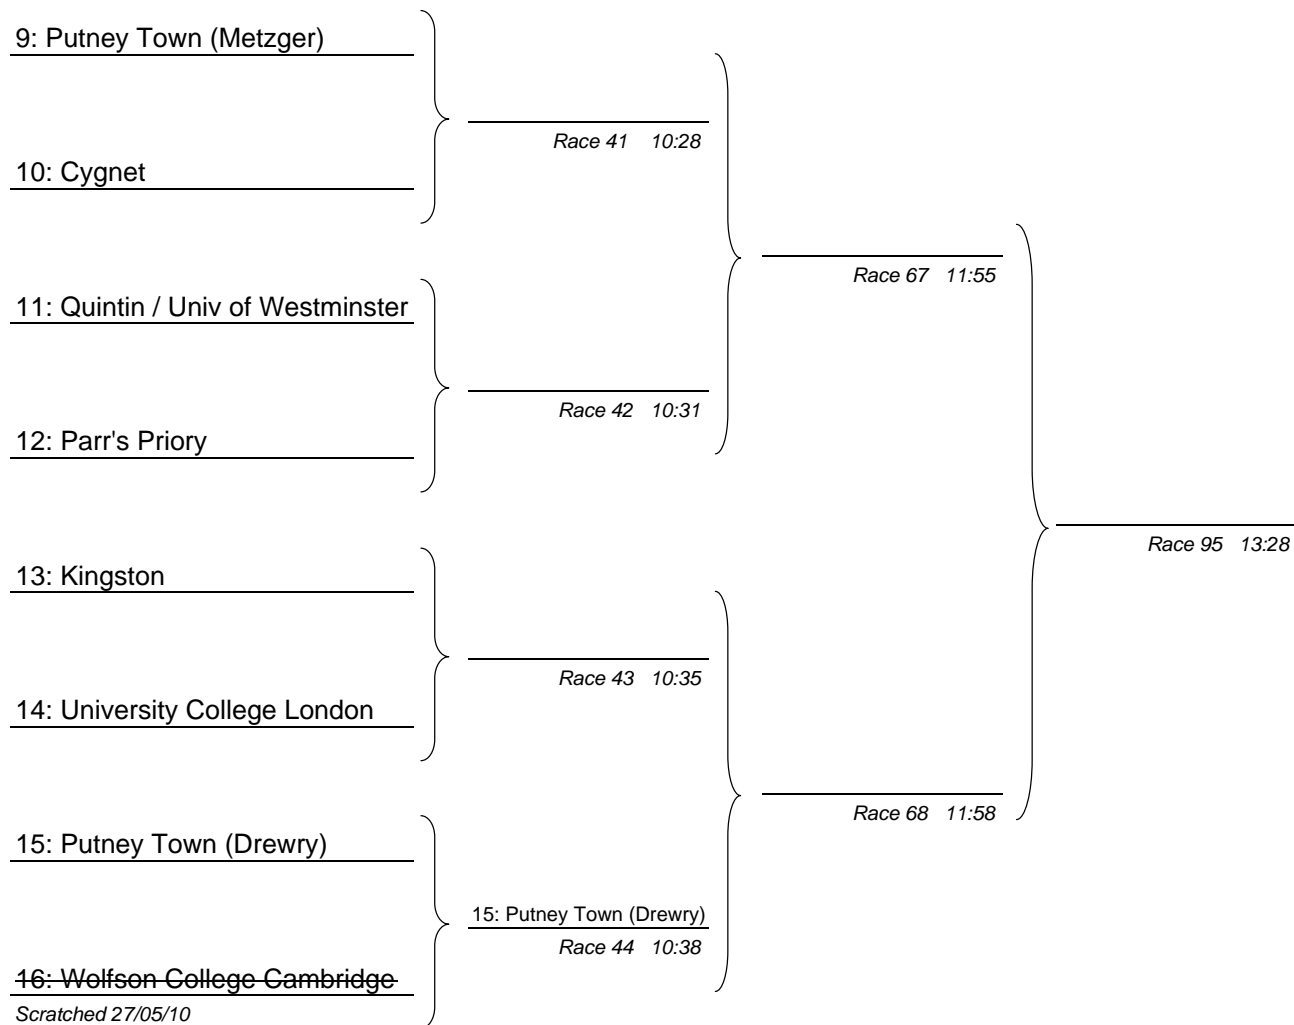 9: Putney Town (Metzger)
Race 41 10:28
10: Cygnet
Race 67 11:55
11: Quintin / Univ of Westminster
Race 42 10:31
12: Parr's Priory
Race 95 13:28
13: Kingston
Race 43 10:35
14: University College London
Race 68 11:58
15: Putney Town (Drewry)
15: Putney Town (Drewry)
Race 44 10:38
16: Wolfson College Cambridge
Scratched 27/05/10